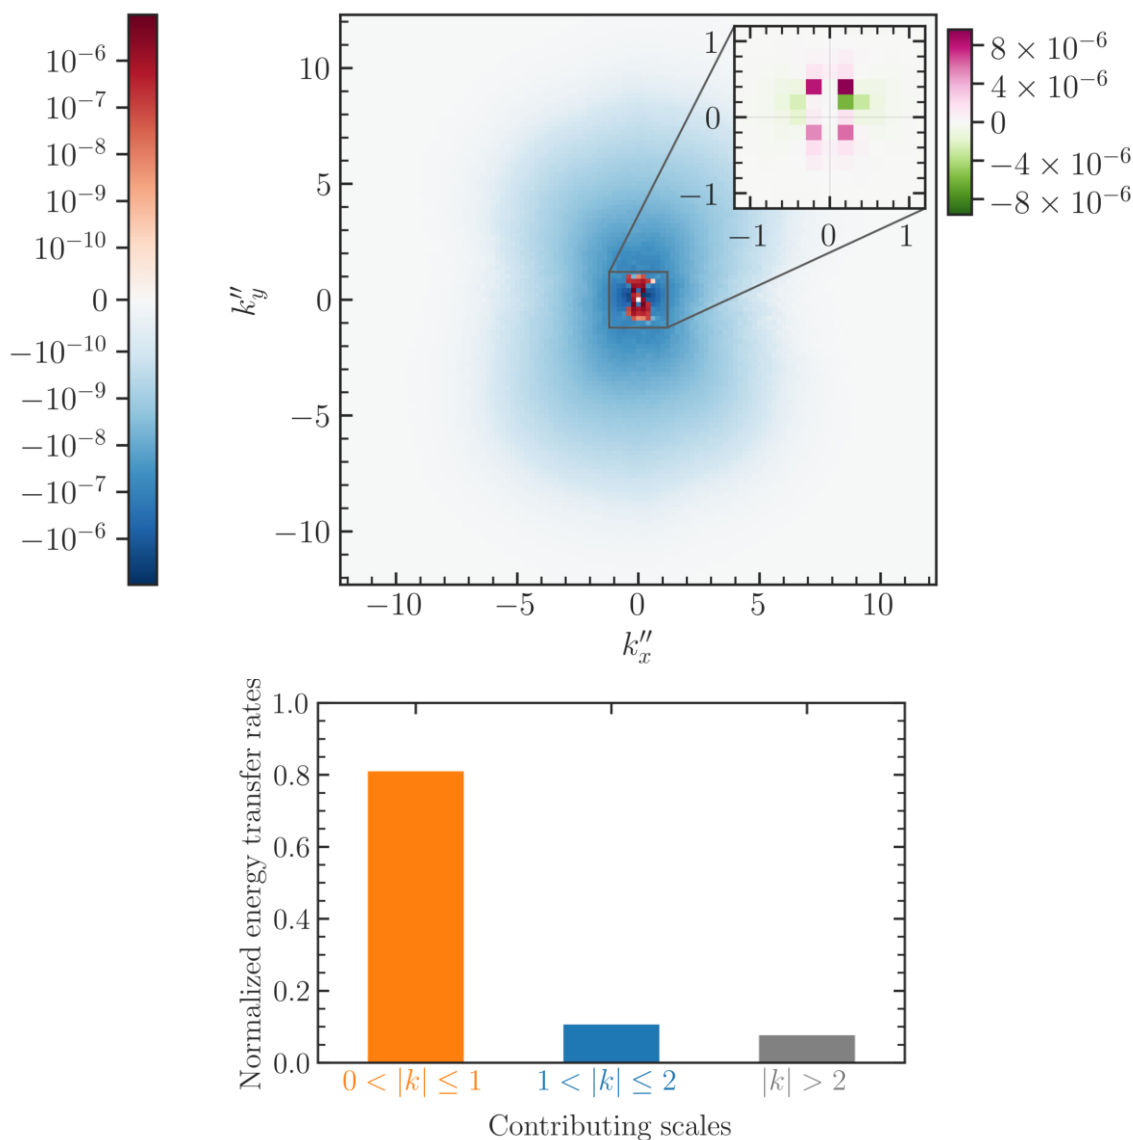 10⁻⁶
10⁻⁷
10⁻⁸
10⁻⁹
10⁻¹⁰
0
−10⁻¹⁰
−10⁻⁹
−10⁻⁸
−10⁻⁷
−10⁻⁶
10
5
0
−5
−10
k″_y
−10 −5 0 5 10
k″_x
1
0
−1
−1 0 1
8 × 10⁻⁶
4 × 10⁻⁶
0
−4 × 10⁻⁶
−8 × 10⁻⁶
Normalized energy transfer rates
1.0
0.8
0.6
0.4
0.2
0.0
0 < |k| ≤ 1 1 < |k| ≤ 2 |k| > 2
Contributing scales